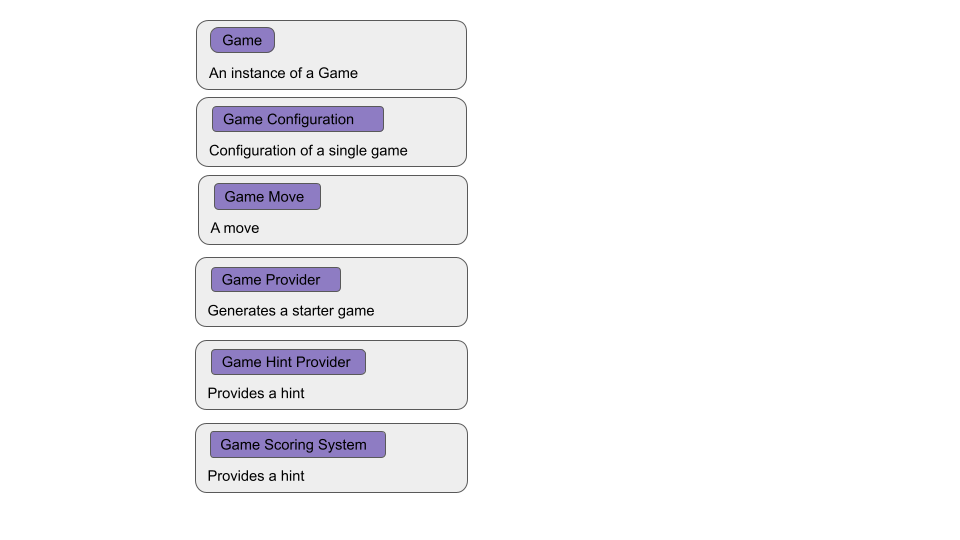 Game
An instance of a Game
Game Configuration
Configuration of a single game
Game Move
A move
Game Provider
Generates a starter game
Game Hint Provider
Provides a hint
Game Scoring System
Provides a hint